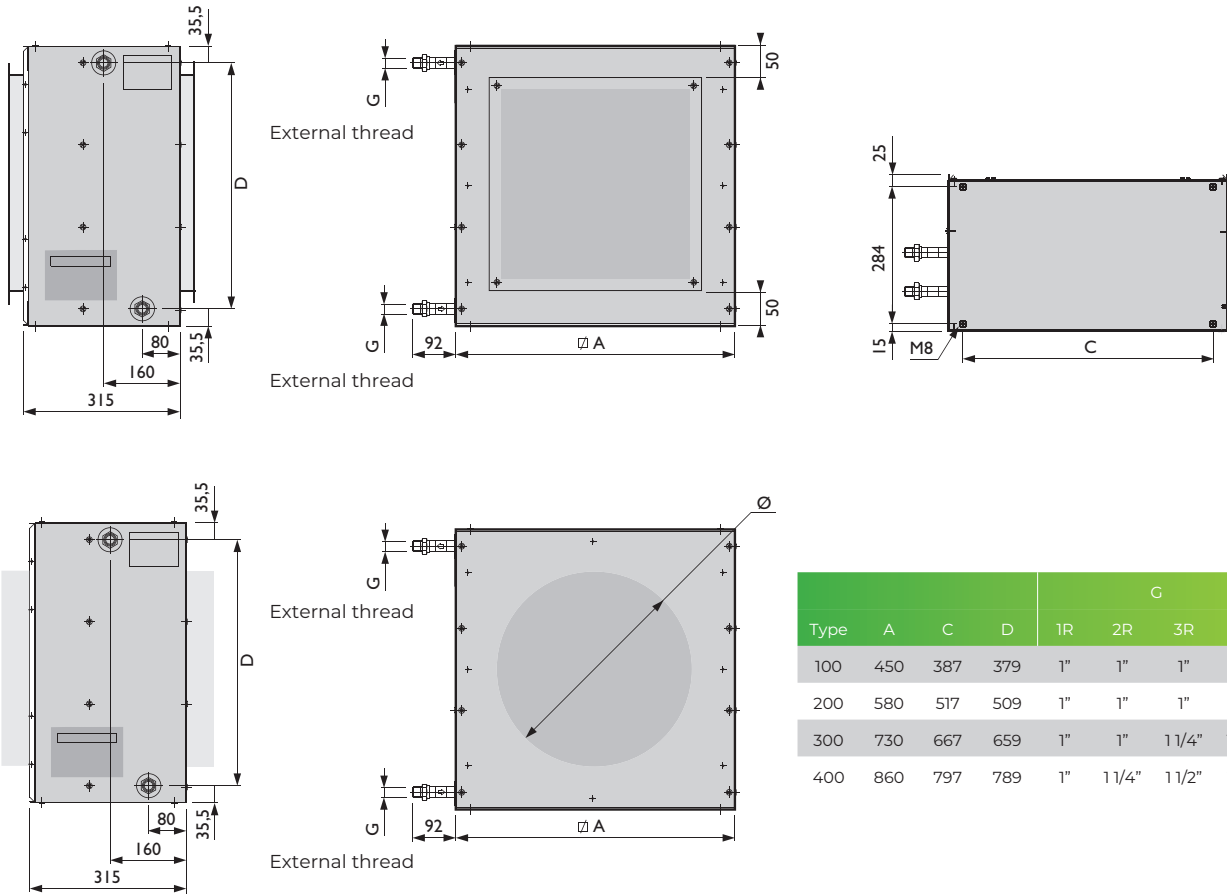 35,5
D
35,5
80
160
315
G
External thread
50
G
50
92
□ A
External thread
25
284
15
M8
C
35,5
D
35,5
80
160
315
Ø
G
External thread
G
92
□ A
External thread
G
Type A C D 1R 2R 3R
100 450 387 379 1” 1” 1”
200 580 517 509 1” 1” 1”
300 730 667 659 1” 1” 1 1/4”
400 860 797 789 1” 1 1/4” 1 1/2”